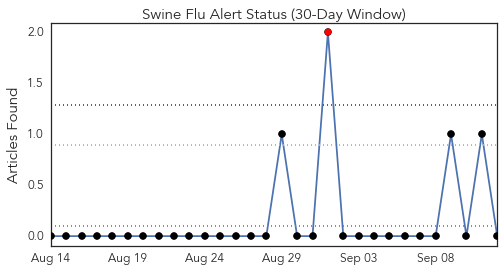 Swine Flu Alert Status (30-Day Window)
Articles Found
2.0
1.5
1.0
0.5
0.0
Aug 14
Aug 19
Aug 24
Aug 29
Sep 03
Sep 08